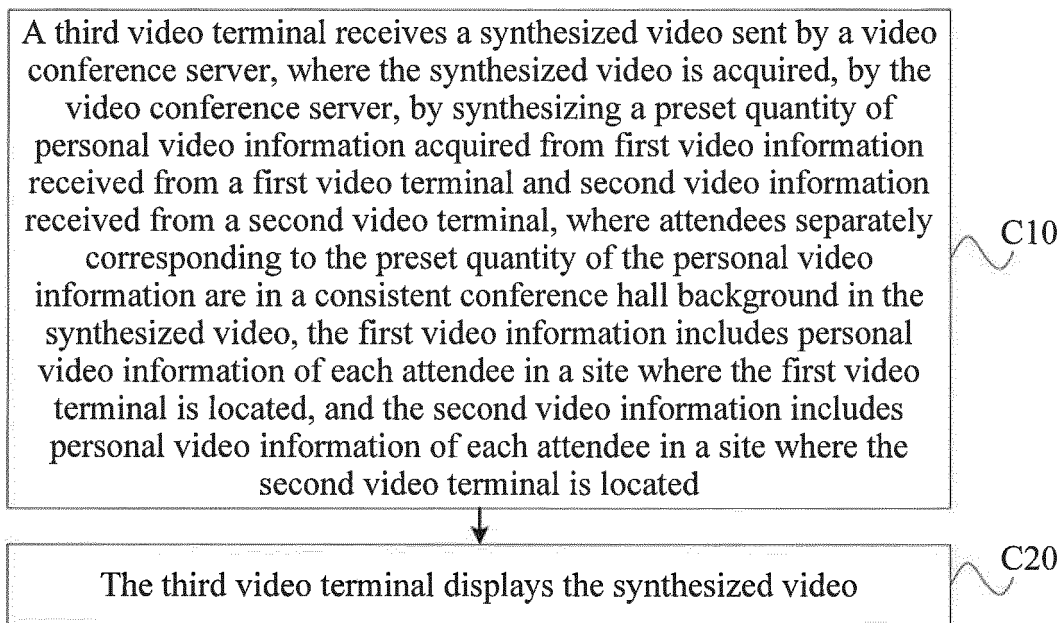 A third video terminal receives a synthesized video sent by a video
conference server, where the synthesized video is acquired, by the
video conference server, by synthesizing a preset quantity of
personal video information acquired from first video information
received from a first video terminal and second video information
received from a second video terminal, where attendees separately
corresponding to the preset quantity of the personal video
information are in a consistent conference hall background in the
synthesized video, the first video information includes personal
video information of each attendee in a site where the first video
terminal is located, and the second video information includes
personal video information of each attendee in a site where the
second video terminal is located
C10
The third video terminal displays the synthesized video
C20